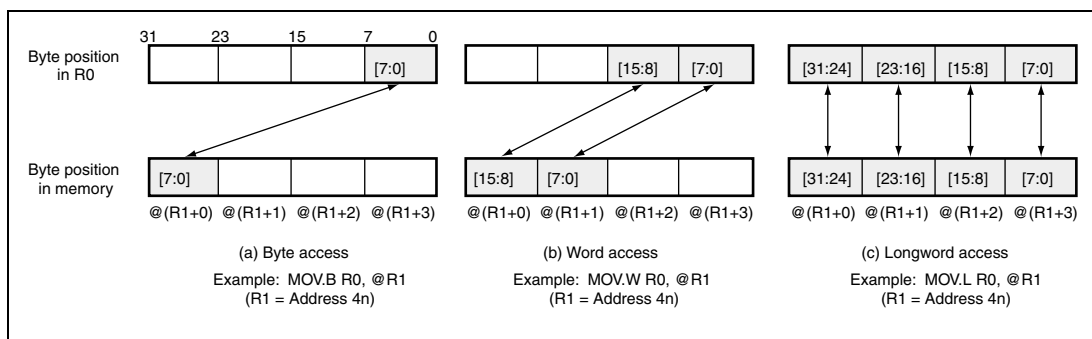 31 23 15 7 0
Byte position
in R0
[7:0] [15:8] [7:0] [31:24] [23:16] [15:8] [7:0]
Byte position
in memory
[7:0] [15:8] [7:0] [31:24] [23:16] [15:8] [7:0]
@(R1+0) @(R1+1) @(R1+2) @(R1+3) @(R1+0) @(R1+1) @(R1+2) @(R1+3) @(R1+0) @(R1+1) @(R1+2) @(R1+3)
(a) Byte access
Example: MOV.B R0, @R1
(R1 = Address 4n)
(b) Word access
Example: MOV.W R0, @R1
(R1 = Address 4n)
(c) Longword access
Example: MOV.L R0, @R1
(R1 = Address 4n)